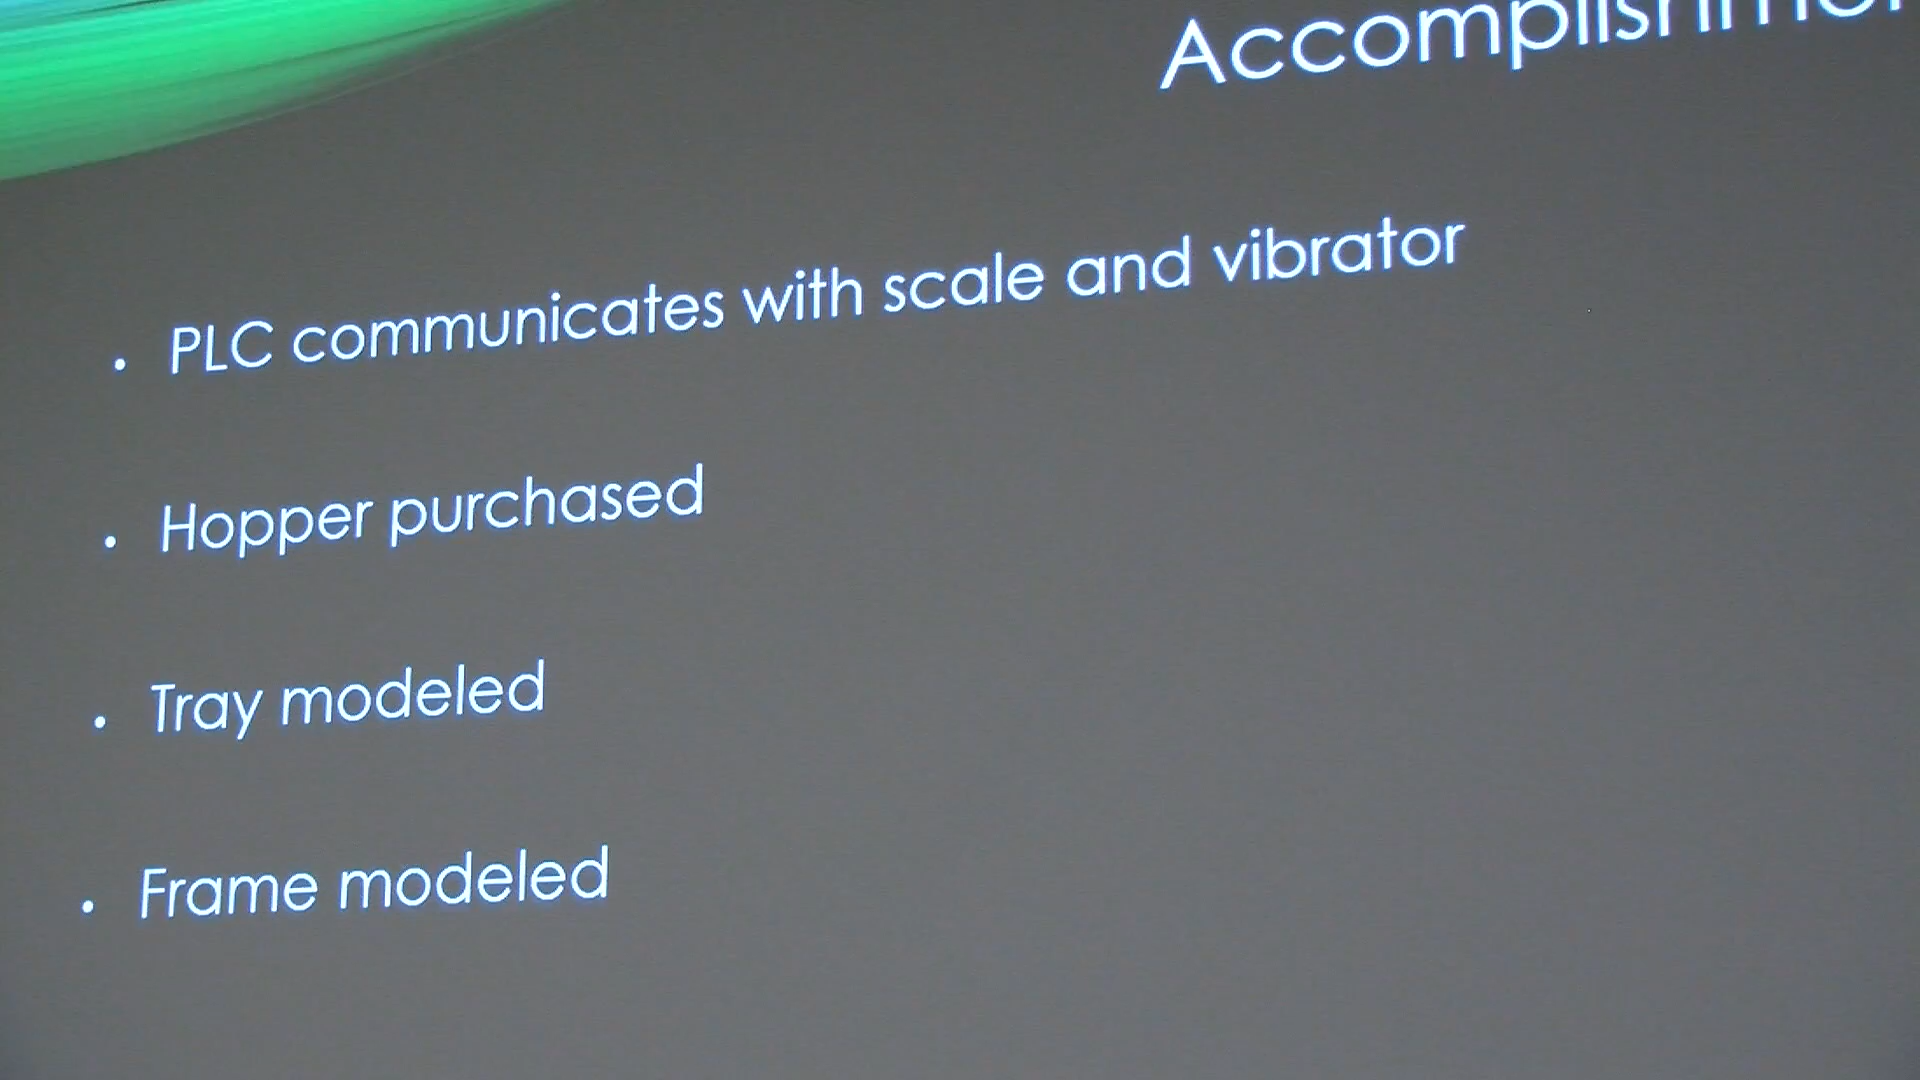 • PLC communicates with scale and vibrator
• Hopper purchased
• Tray modeled
• Frame modeled